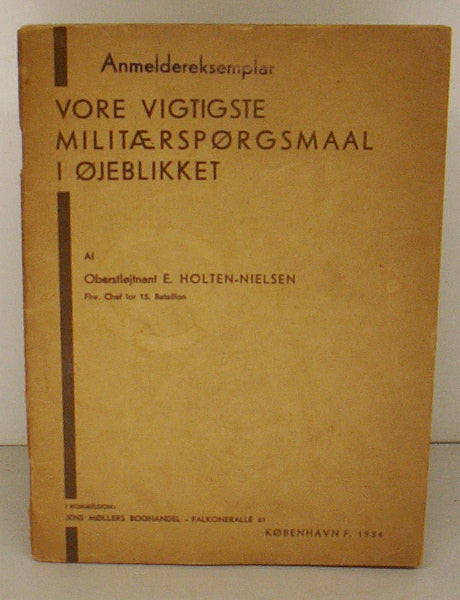 Anmeldereksemplar
VORE VIGTIGSTE
MILITÆRSPØRGSMAAL
I ØJEBLIKKET
Af
Oberstløjtnant E. HOLTEN-NIELSEN
Fhv. Chef for 15. Bataillon
I KOMMISSION:
JENS MØLLERS BOGHANDEL - FALKONERALLÉ 41
KØBENHAVN F. 1934